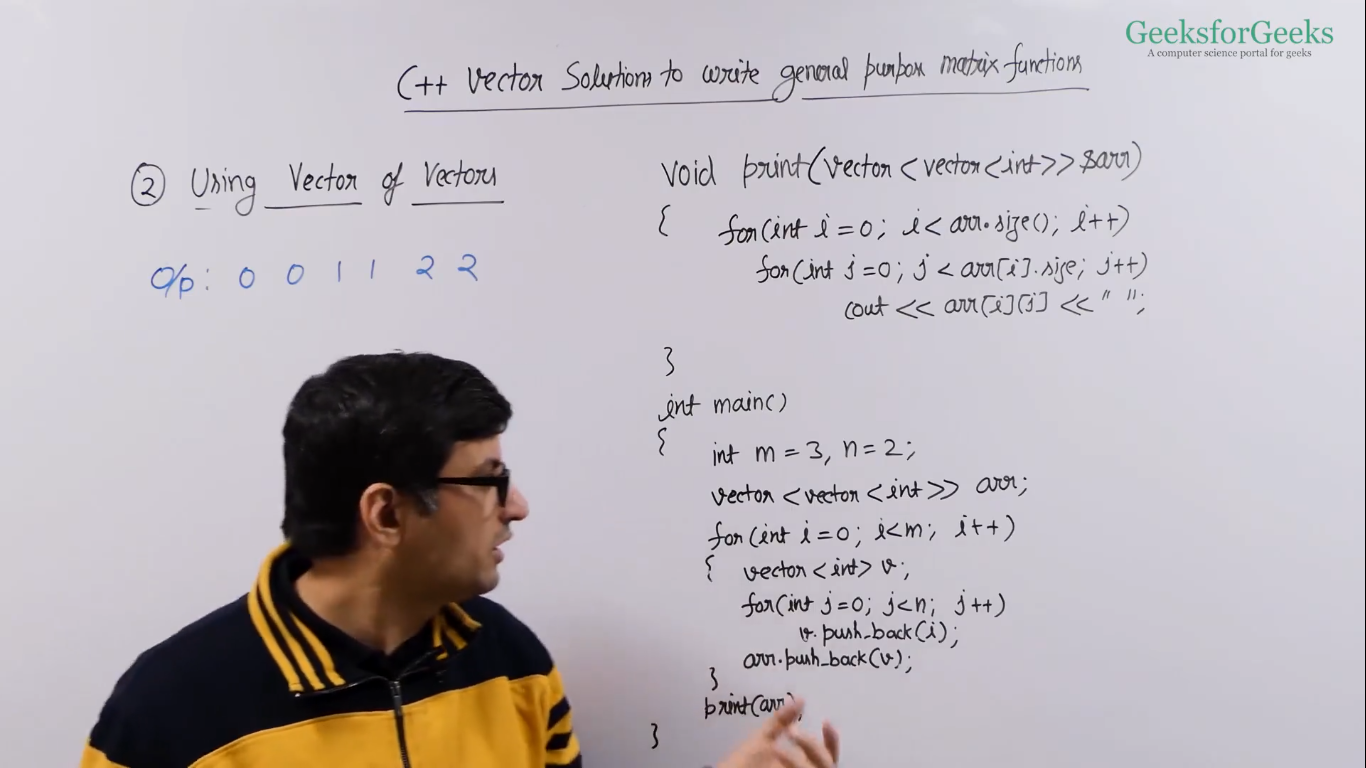 GeeksforGeeks
A computer science portal for geeks
C++ Vector Solutions to write general purpose matrix functions
② Using Vector of Vectors
O/p: 0 0 1 1 2 2
void print(vector<vector<int>> &arr)
{ for(int i=0; i<arr.size(); i++)
for(int j=0; j<arr[i].size; j++)
cout << arr[i][j] << " ";
}
int main()
{ int m = 3, n = 2;
vector<vector<int>> arr;
for(int i=0; i<m; i++)
{ vector<int> v;
for(int j=0; j<n; j++)
v.push_back(i);
arr.push_back(v);
}
print(arr);
}